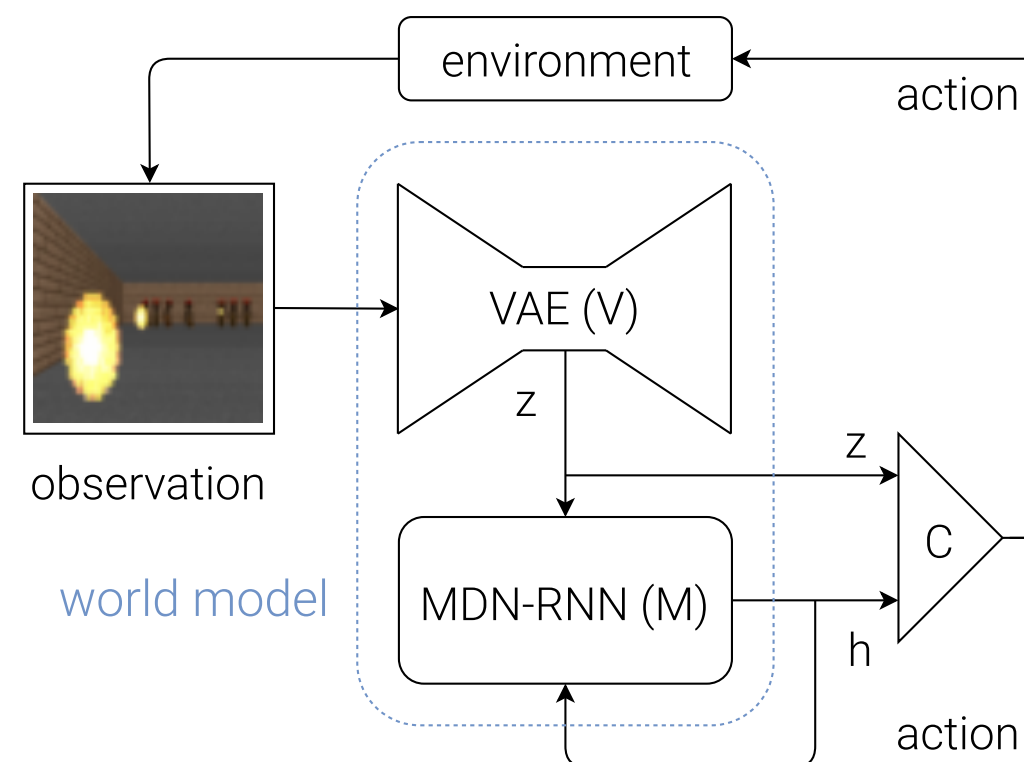 environment
action
VAE (V)
z
z
observation
C
world model
MDN-RNN (M)
h
action